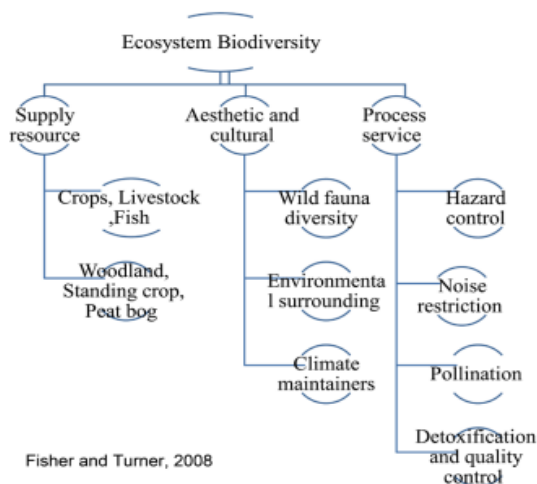 Ecosystem Biodiversity
Supply
resource
Crops, Livestock
,Fish
Woodland,
Standing crop,
Peat bog
Aesthetic and
cultural
Wild fauna
diversity
Environmenta
l surrounding
Climate
maintainers
Process
service
Hazard
control
Noise
restriction
Pollination
Detoxification
and quality
control
Fisher and Turner, 2008